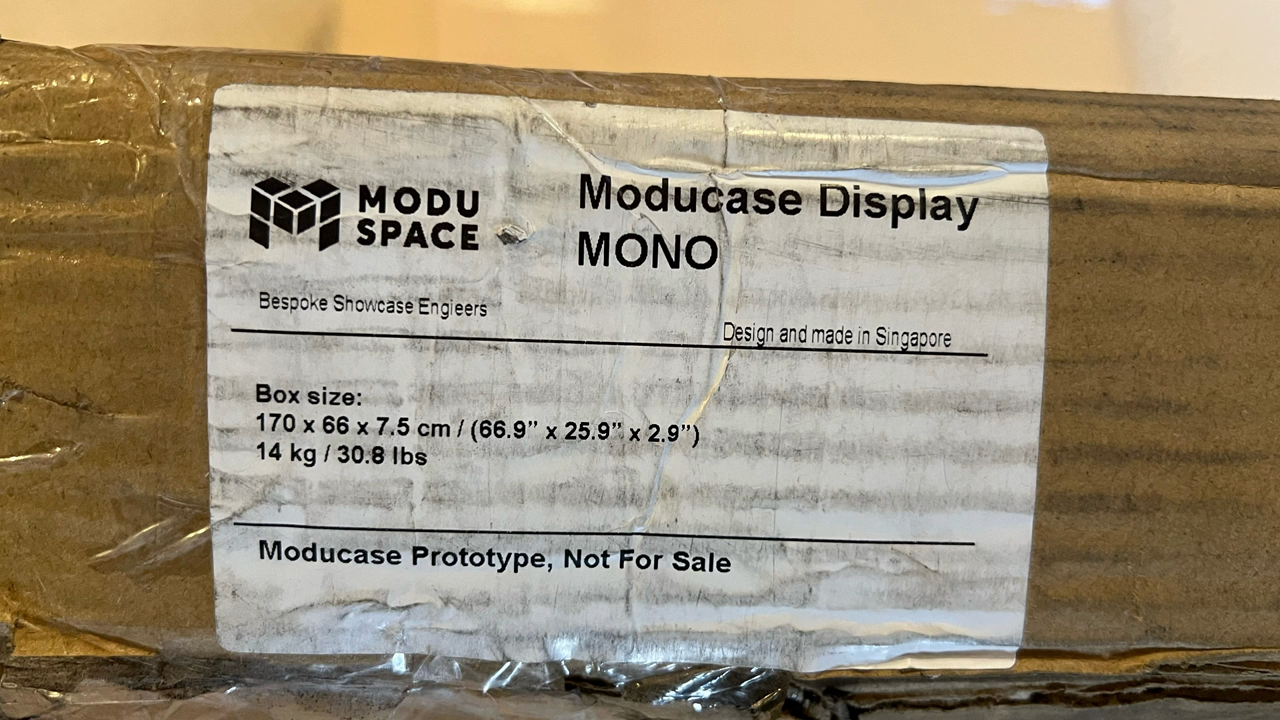 MODU
SPACE
Moducase Display
MONO
Bespoke Showcase Engieers
Design and made in Singapore
Box size:
170 x 66 x 7.5 cm / (66.9” x 25.9” x 2.9”)
14 kg / 30.8 lbs
Moducase Prototype, Not For Sale